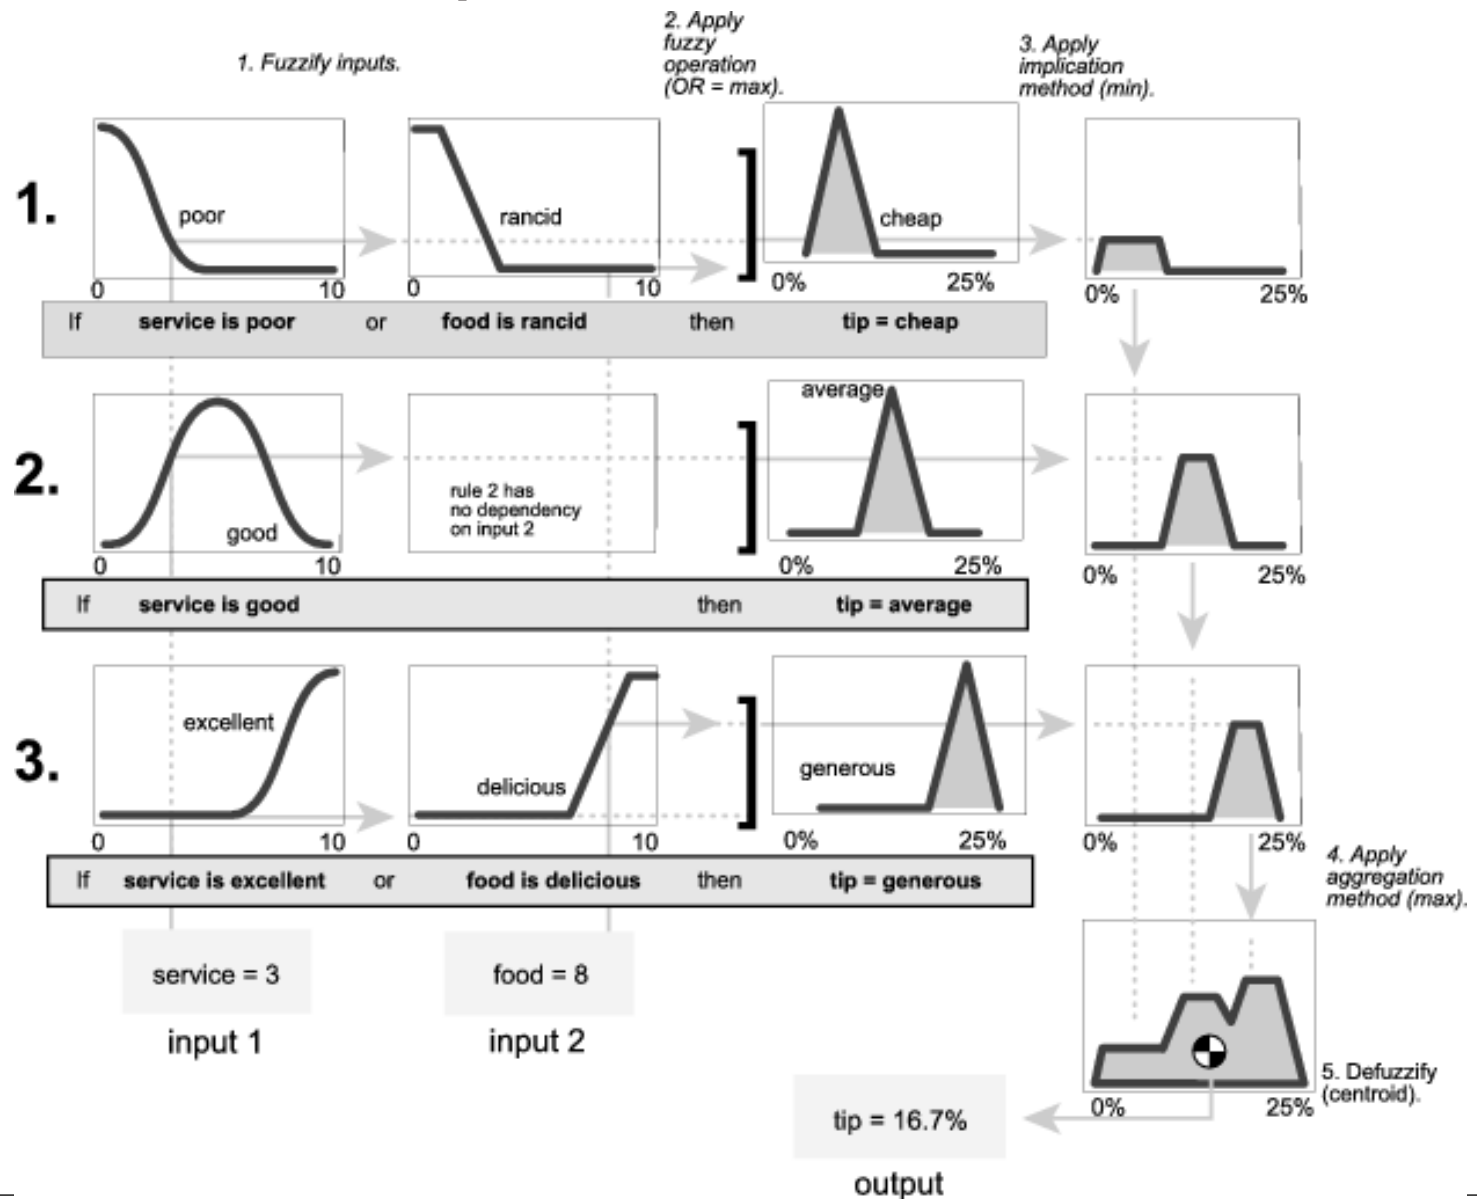 1. Fuzzify inputs.
2. Apply
fuzzy
operation
(OR = max).
3. Apply
implication
method (min).
1.
poor
rancid
cheap
0
10
0
10
0%
25%
0%
25%
If service is poor or food is rancid then tip = cheap
2.
good
rule 2 has
no dependency
on input 2
average
0
10
0%
25%
0%
25%
If service is good then tip = average
3.
excellent
delicious
generous
0
10
0
10
0%
25%
0%
25%
If service is excellent or food is delicious then tip = generous
4. Apply
aggregation
method (max).
service = 3
food = 8
input 1
input 2
0%
25%
5. Defuzzify
(centroid).
tip = 16.7%
output